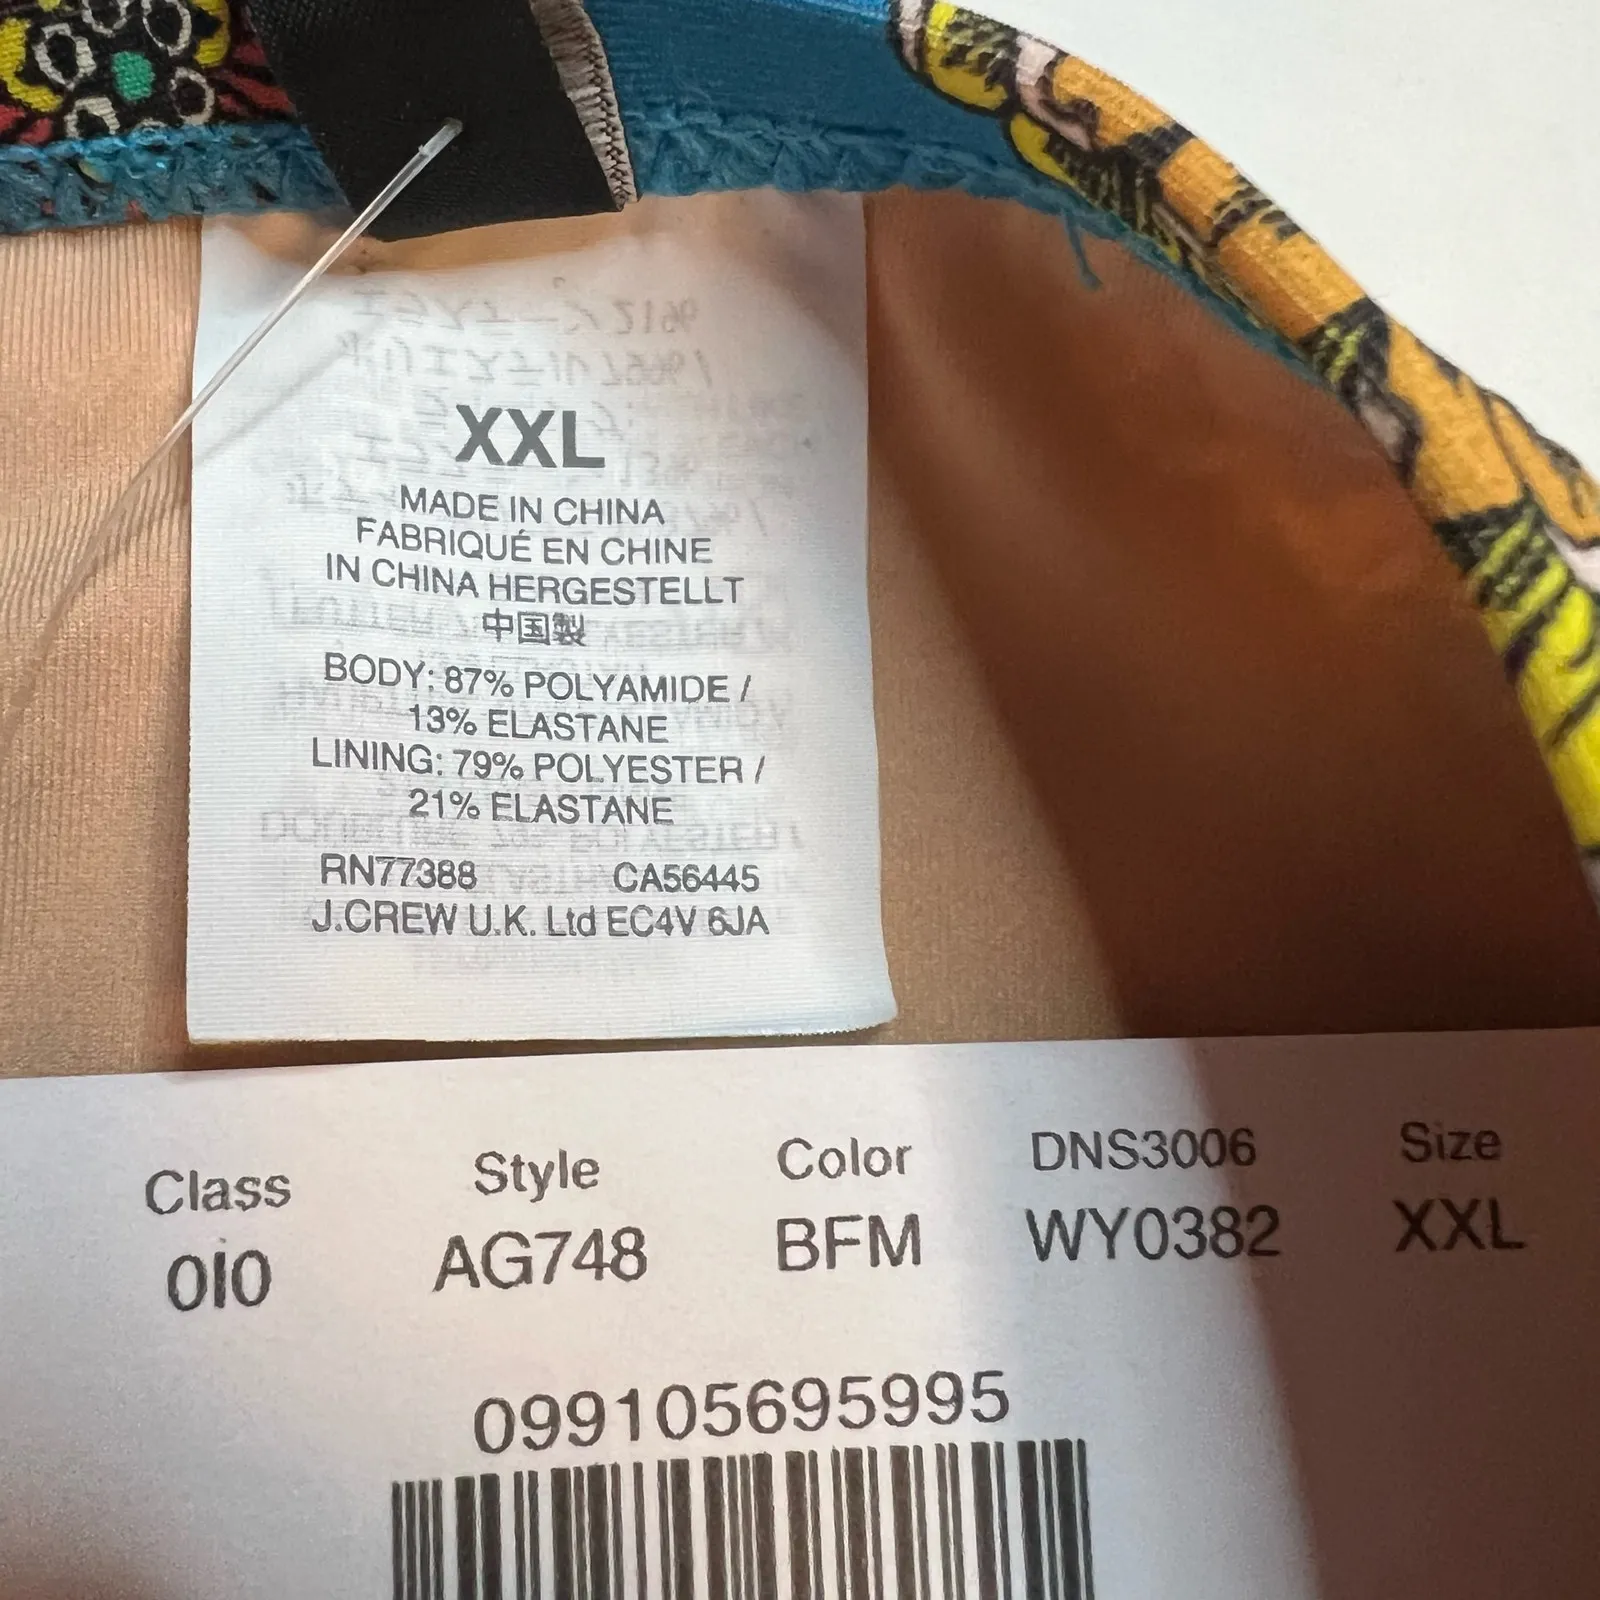 XXL
MADE IN CHINA
FABRIQUÉ EN CHINE
IN CHINA HERGESTELLT
中国製
BODY: 87% POLYAMIDE /
13% ELASTANE
LINING: 79% POLYESTER /
21% ELASTANE
RN77388 CA56445
J.CREW U.K. Ltd EC4V 6JA
Class Style Color DNS3006 Size
0I0 AG748 BFM WY0382 XXL
099105695995